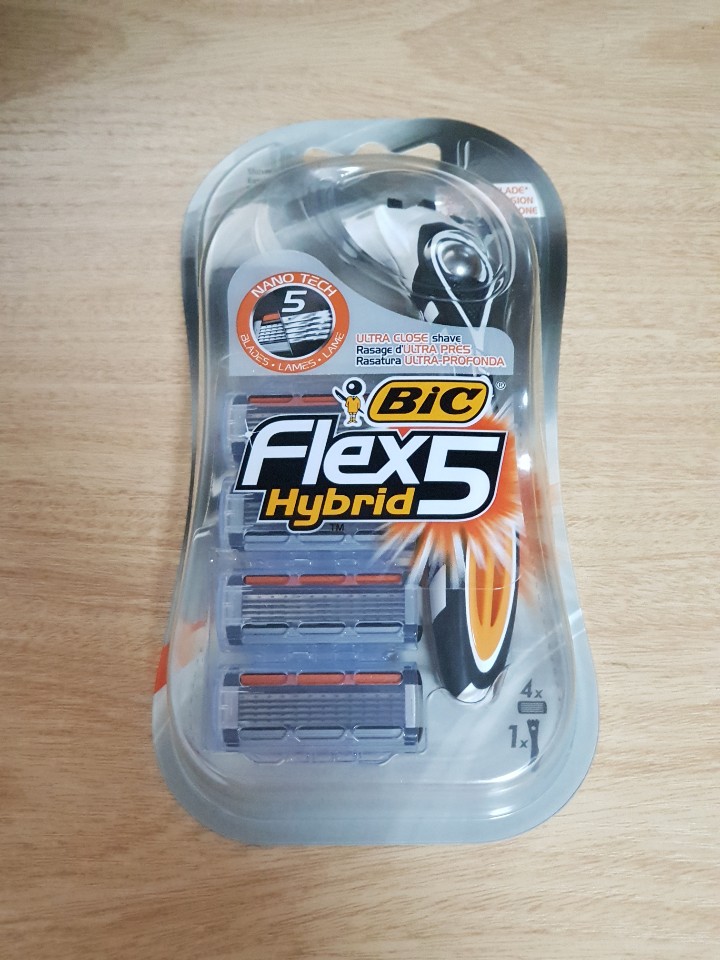 NANO TECH
5
BLADES • LAMES • LAME
ULTRA CLOSE shave
Rasage d'ULTRA PRÈS
Rasatura ULTRA-PROFONDA
BiC®
Flex5
Hybrid
TM
4x
1x